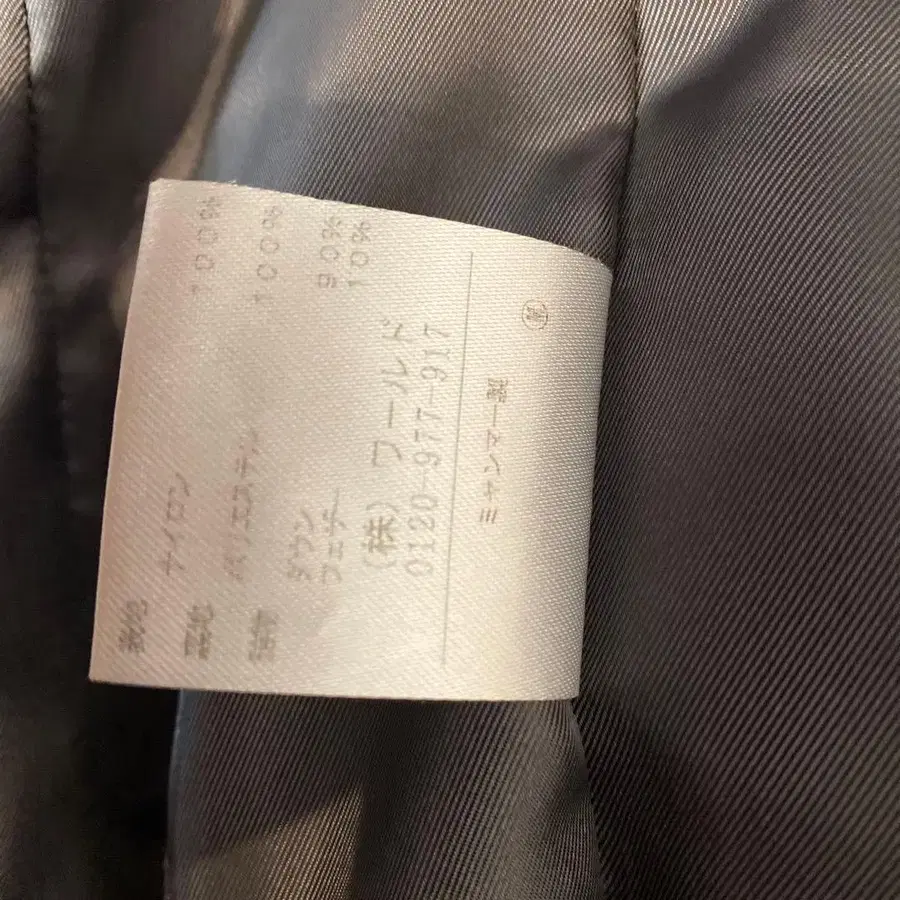 表地
ナイロン 100%
裏地
ポリエステル 100%
詰物
ダウン 90%
フェザー 10%
(株) ワールド
0120-977-917
ミャンマー製